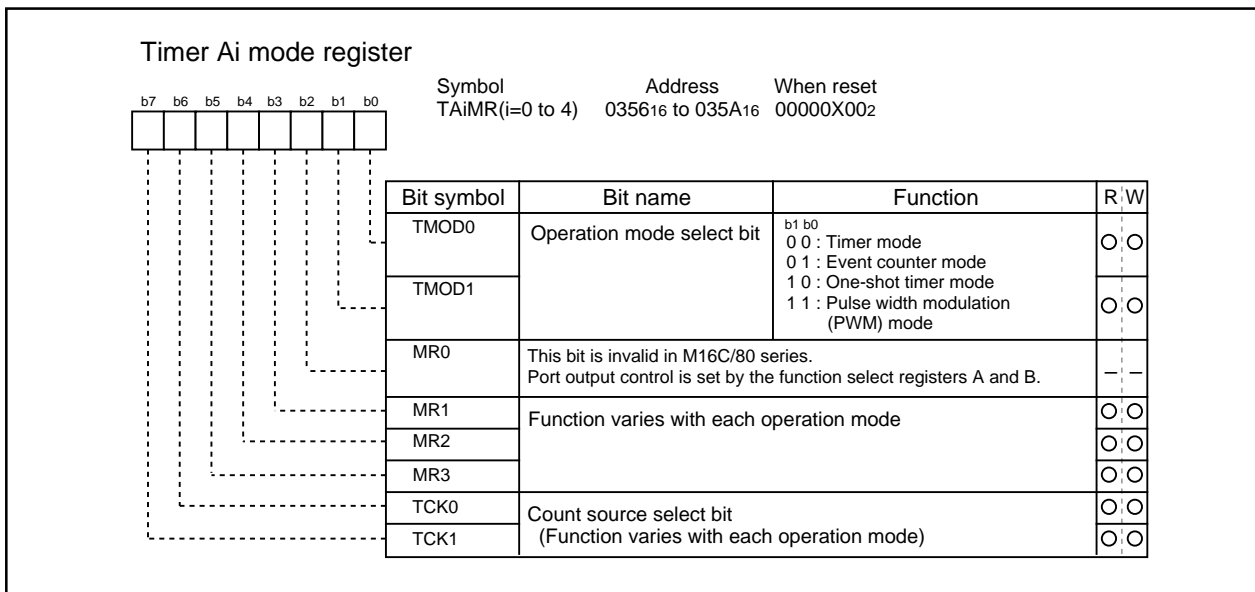 Timer Ai mode register
Symbol Address When reset
TAiMR(i=0 to 4) 035616 to 035A16 00000X002
b7 b6 b5 b4 b3 b2 b1 b0
Bit symbol Bit name Function R W
TMOD0 Operation mode select bit b1 b0
0 0 : Timer mode
0 1 : Event counter mode
TMOD1 1 0 : One-shot timer mode
1 1 : Pulse width modulation
(PWM) mode
MR0 This bit is invalid in M16C/80 series.
Port output control is set by the function select registers A and B. – –
MR1 Function varies with each operation mode
MR2
MR3
TCK0 Count source select bit
TCK1 (Function varies with each operation mode)